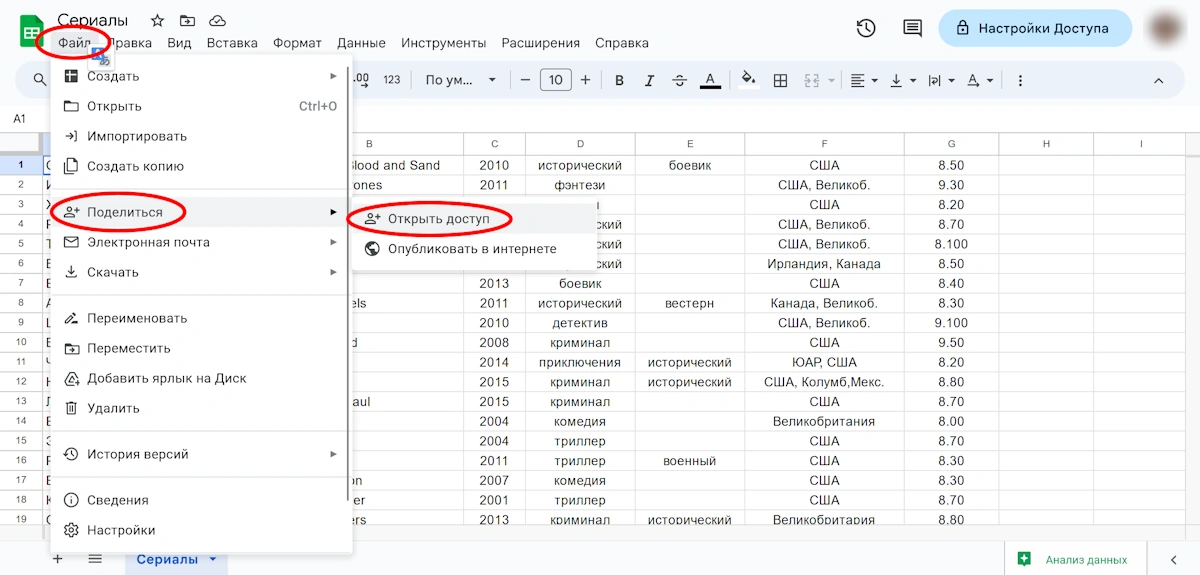 Сериалы
Файл Правка Вид Вставка Формат Данные Инструменты Расширения Справка
Настройки Доступа
.00 123 По ум... − 10 + B I A
A1
Создать
Открыть Ctrl+O
Импортировать
Создать копию
Поделиться
Электронная почта
Скачать
Переименовать
Переместить
Добавить ярлык на Диск
Удалить
История версий
Сведения
Настройки
Открыть доступ
Опубликовать в интернете
B C D E F G H I
1 Blood and Sand 2010 исторический боевик США 8.50
2 ones 2011 фэнтези США, Великоб. 9.30
3 США 8.20
4 ский США, Великоб. 8.70
5 ский США, Великоб. 8.100
6 ский Ирландия, Канада 8.50
7 2013 боевик США 8.40
8 els 2011 исторический вестерн Канада, Великоб. 8.30
9 2010 детектив США, Великоб. 9.100
10 d 2008 криминал США 9.50
11 2014 приключения исторический ЮАР, США 8.20
12 2015 криминал исторический США, Колумб,Мекс. 8.80
13 aul 2015 криминал США 8.70
14 2004 комедия Великобритания 8.00
15 2004 триллер США 8.70
16 2011 триллер военный США 8.30
17 on 2007 комедия США 8.30
18 er 2001 триллер США 8.70
19 ers 2013 криминал исторический Великобритария 8.80
+ Сериалы
Анализ данных